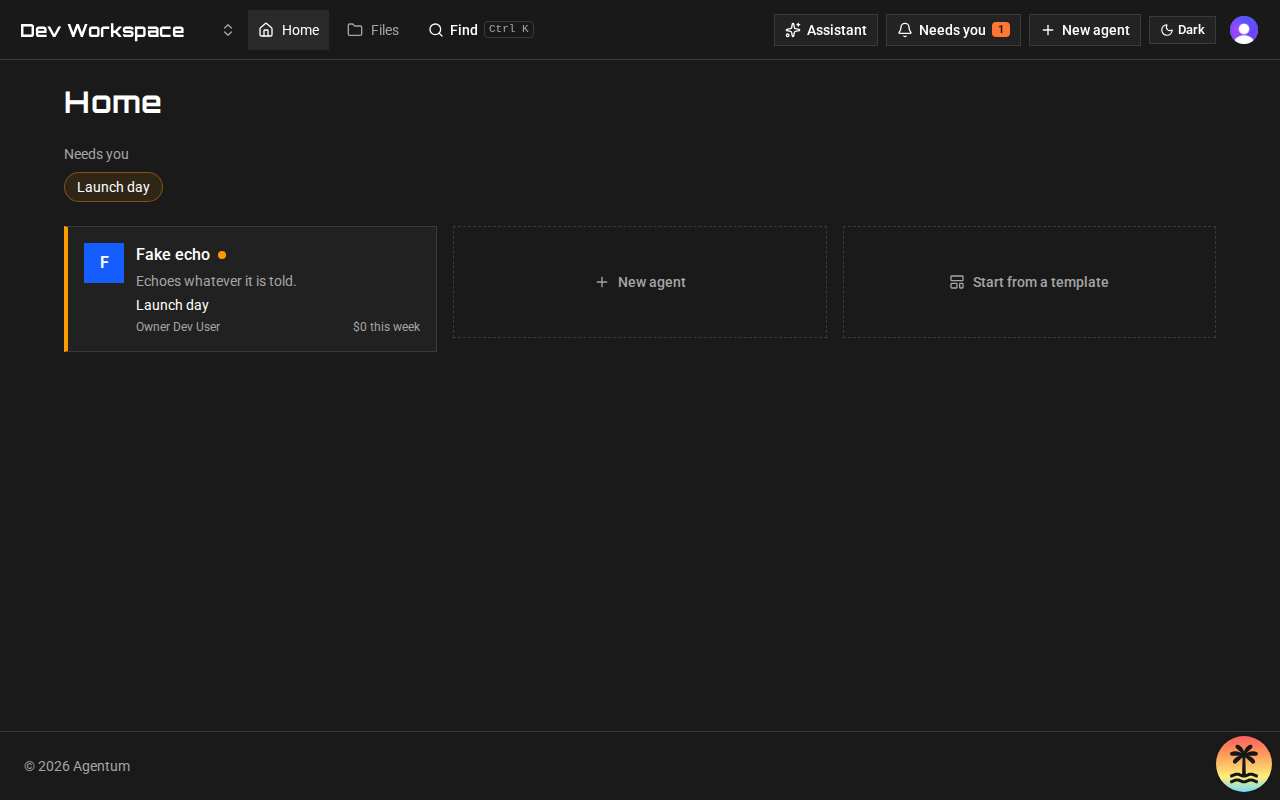 Dev Workspace
Home
Files
Find Ctrl K
Assistant
Needs you 1
New agent
Dark
Home
Needs you
Launch day
F
Fake echo
Echoes whatever it is told.
Launch day
Owner Dev User
$0 this week
New agent
Start from a template
© 2026 Agentum